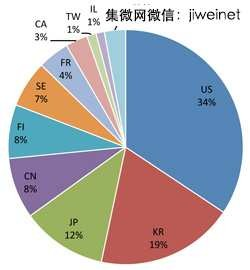 集微网微信：jiweinet
IL
1%
TW
1%
CA
3%
FR
4%
SE
7%
FI
8%
CN
8%
JP
12%
KR
19%
US
34%